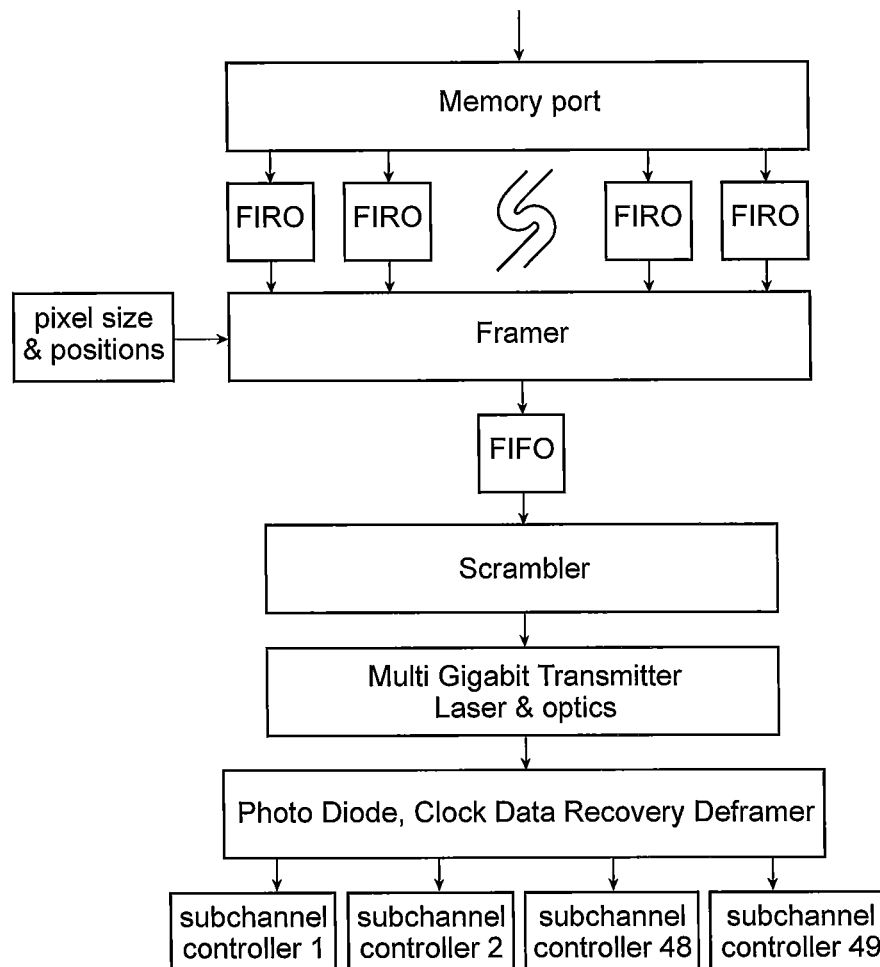 Memory port
FIRO FIRO FIRO FIRO
pixel size
& positions
Framer
FIFO
Scrambler
Multi Gigabit Transmitter
Laser & optics
Photo Diode, Clock Data Recovery Deframer
subchannel
controller 1
subchannel
controller 2
subchannel
controller 48
subchannel
controller 49